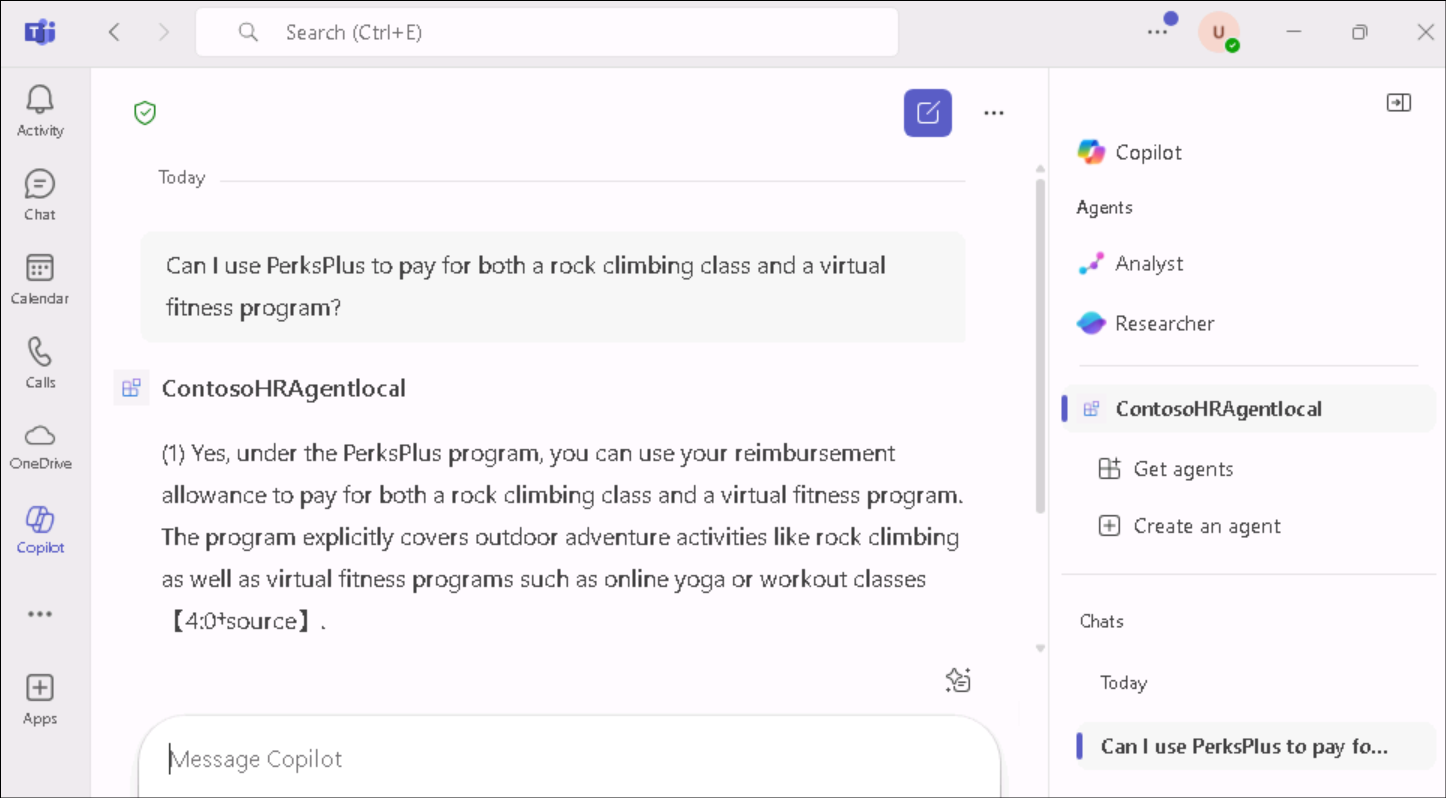 Search (Ctrl+E)
U
Activity
Chat
Calendar
Calls
OneDrive
Copilot
Apps
Today
Can I use PerksPlus to pay for both a rock climbing class and a virtual
fitness program?
ContosoHRAgentlocal
(1) Yes, under the PerksPlus program, you can use your reimbursement
allowance to pay for both a rock climbing class and a virtual fitness program.
The program explicitly covers outdoor adventure activities like rock climbing
as well as virtual fitness programs such as online yoga or workout classes
【4:0†source】.
Message Copilot
Copilot
Agents
Analyst
Researcher
ContosoHRAgentlocal
Get agents
Create an agent
Chats
Today
Can I use PerksPlus to pay fo...